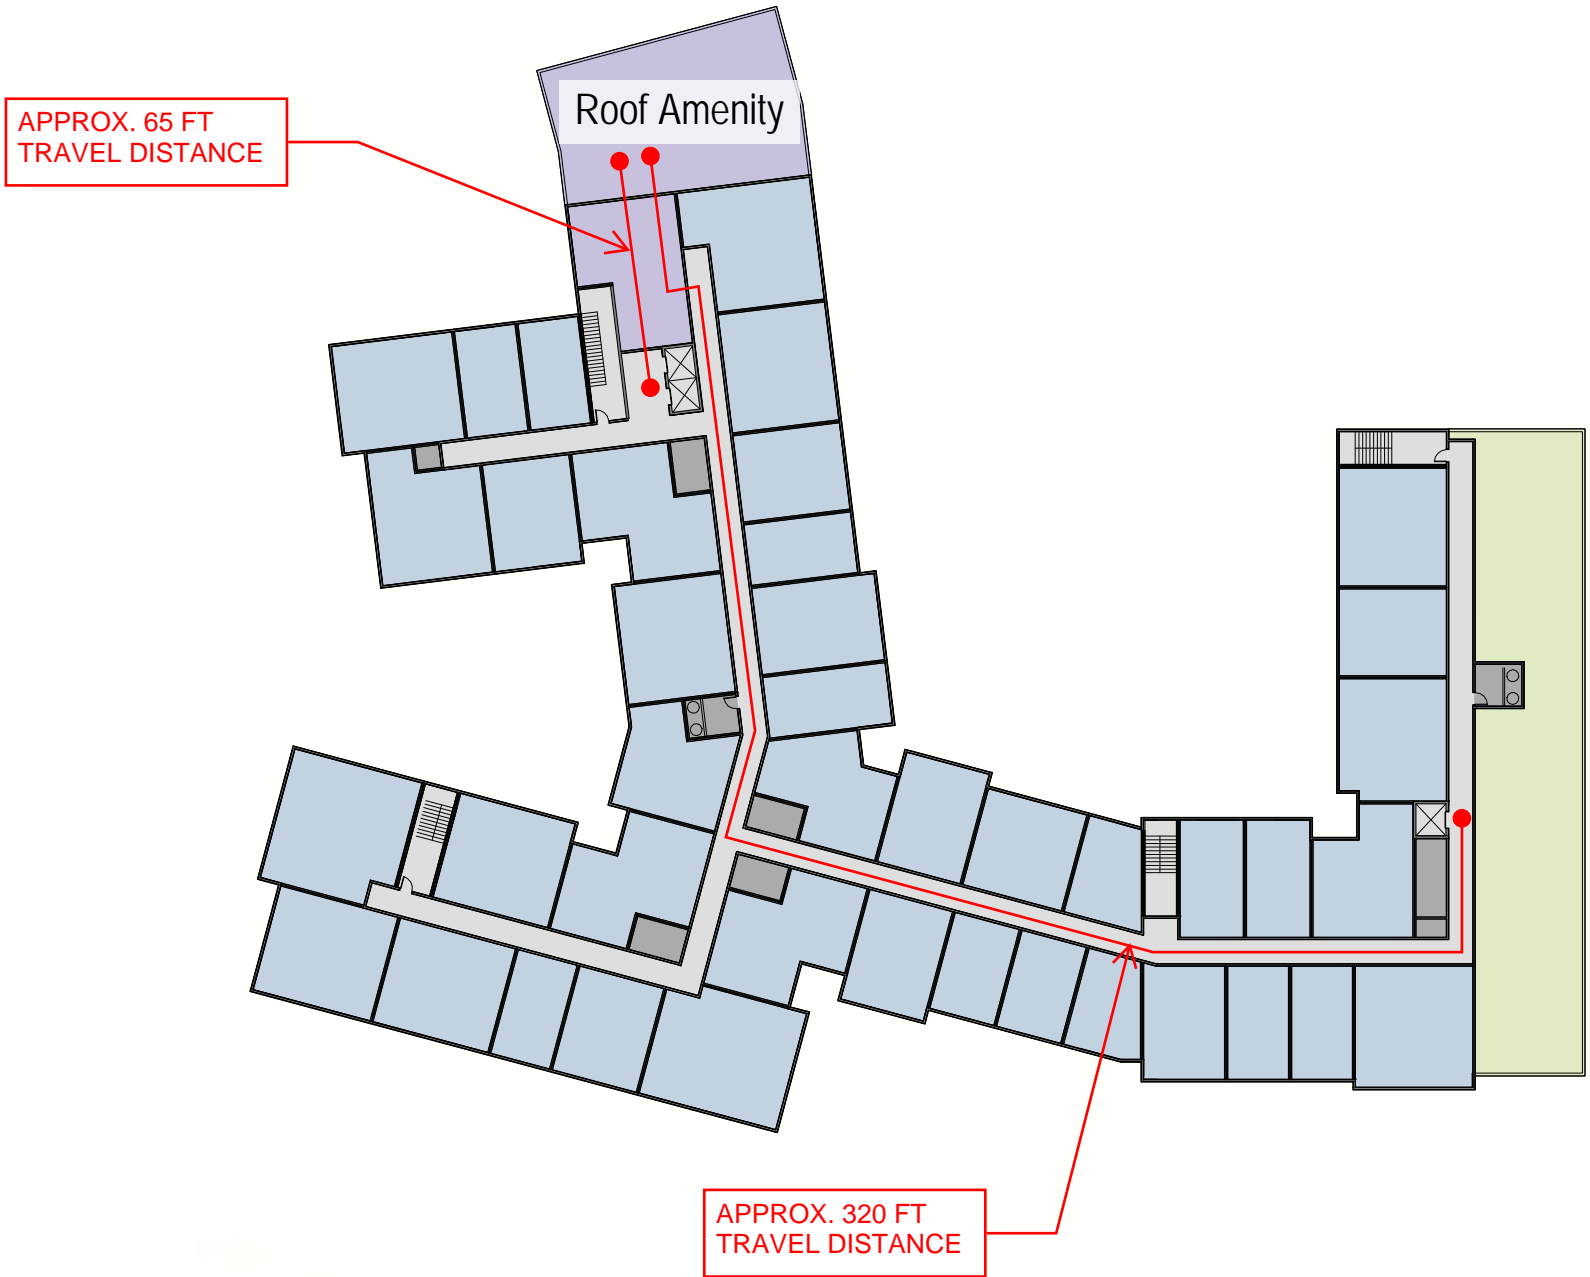 Roof Amenity
APPROX. 65 FT
TRAVEL DISTANCE
APPROX. 320 FT
TRAVEL DISTANCE